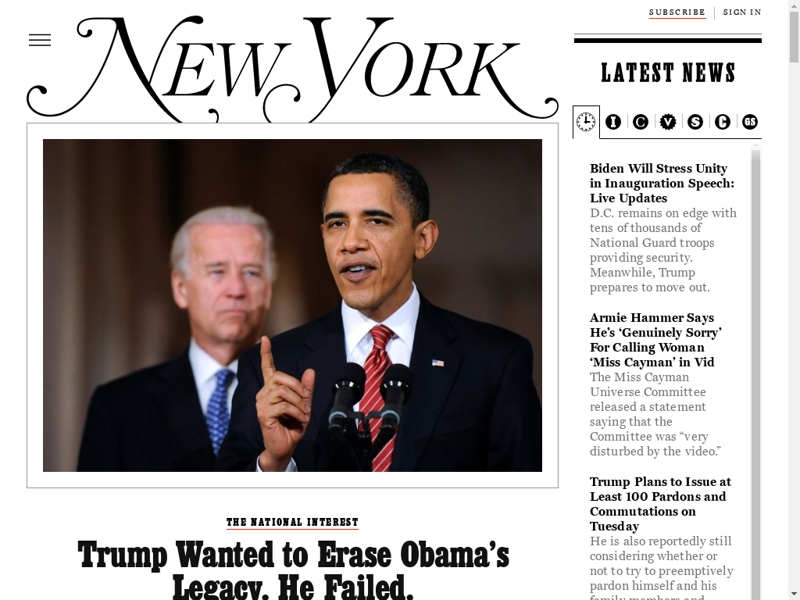 SUBSCRIBE
SIGN IN
NEW YORK
LATEST NEWS
I
C
V
S
C
GS
Biden Will Stress Unity
in Inauguration Speech:
Live Updates
D.C. remains on edge with
tens of thousands of
National Guard troops
providing security.
Meanwhile, Trump
prepares to move out.
Armie Hammer Says
He’s ‘Genuinely Sorry’
For Calling Woman
‘Miss Cayman’ in Vid
The Miss Cayman
Universe Committee
released a statement
saying that the
Committee was “very
disturbed by the video.”
Trump Plans to Issue at
Least 100 Pardons and
Commutations on
Tuesday
He is also reportedly still
considering whether or
not to try to preemptively
pardon himself and his
family members and
THE NATIONAL INTEREST
Trump Wanted to Erase Obama’s
Legacy. He Failed.